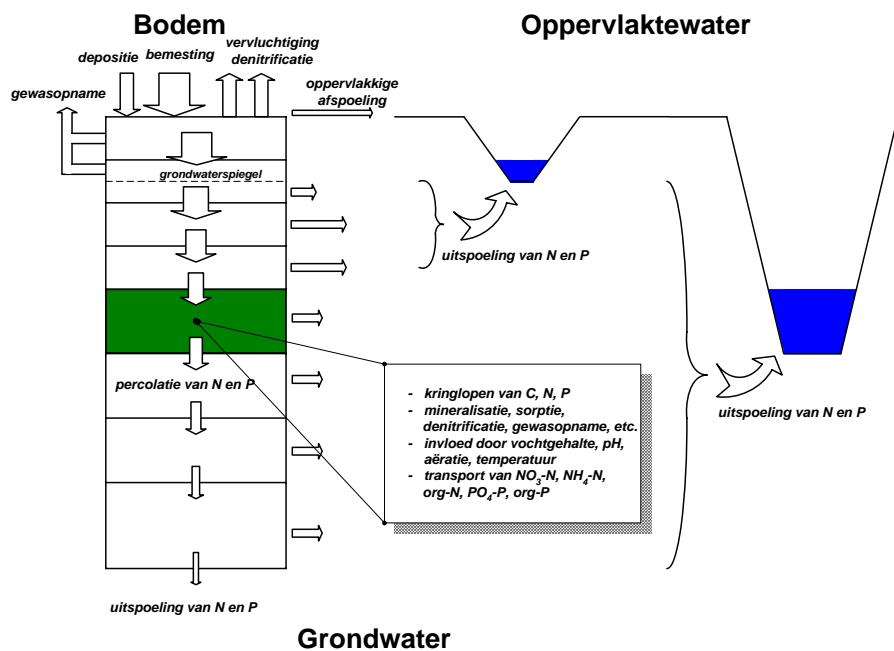 Bodem
Oppervlaktewater
depositie
bemesting
vervluchtiging
denitrificatie
gewasopname
oppervlakkige
afspoeling
grondwaterspiegel
uitspoeling van N en P
percolatie van N en P
- kringlopen van C, N, P
- mineralisatie, sorptie,
denitrificatie, gewasopname, etc.
- invloed door vochtgehalte, pH,
aëratie, temperatuur
- transport van NO3-N, NH4-N,
org-N, PO4-P, org-P
uitspoeling van N en P
uitspoeling van N en P
Grondwater